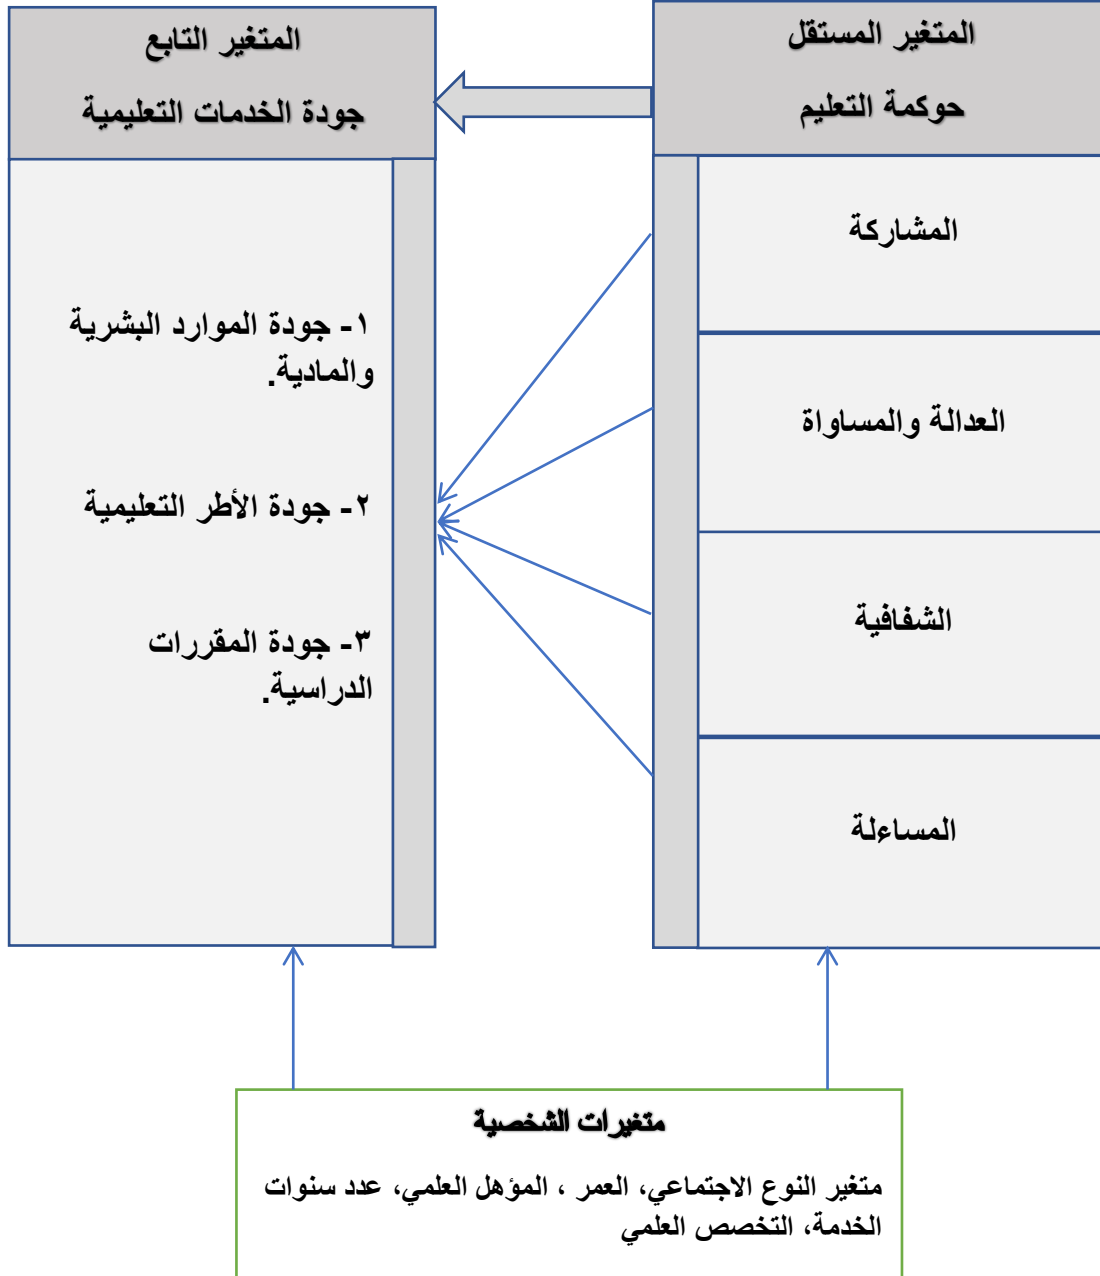 المتغير المستقل
حوكمة التعليم
المتغير التابع
جودة الخدمات التعليمية
المشاركة
العدالة والمساواة
الشفافية
المساءلة
١- جودة الموارد البشرية
والمادية.
٢- جودة الأطر التعليمية
٣- جودة المقررات
الدراسية.
متغيرات الشخصية
متغير النوع الاجتماعي، العمر ، المؤهل العلمي، عدد سنوات
الخدمة، التخصص العلمي